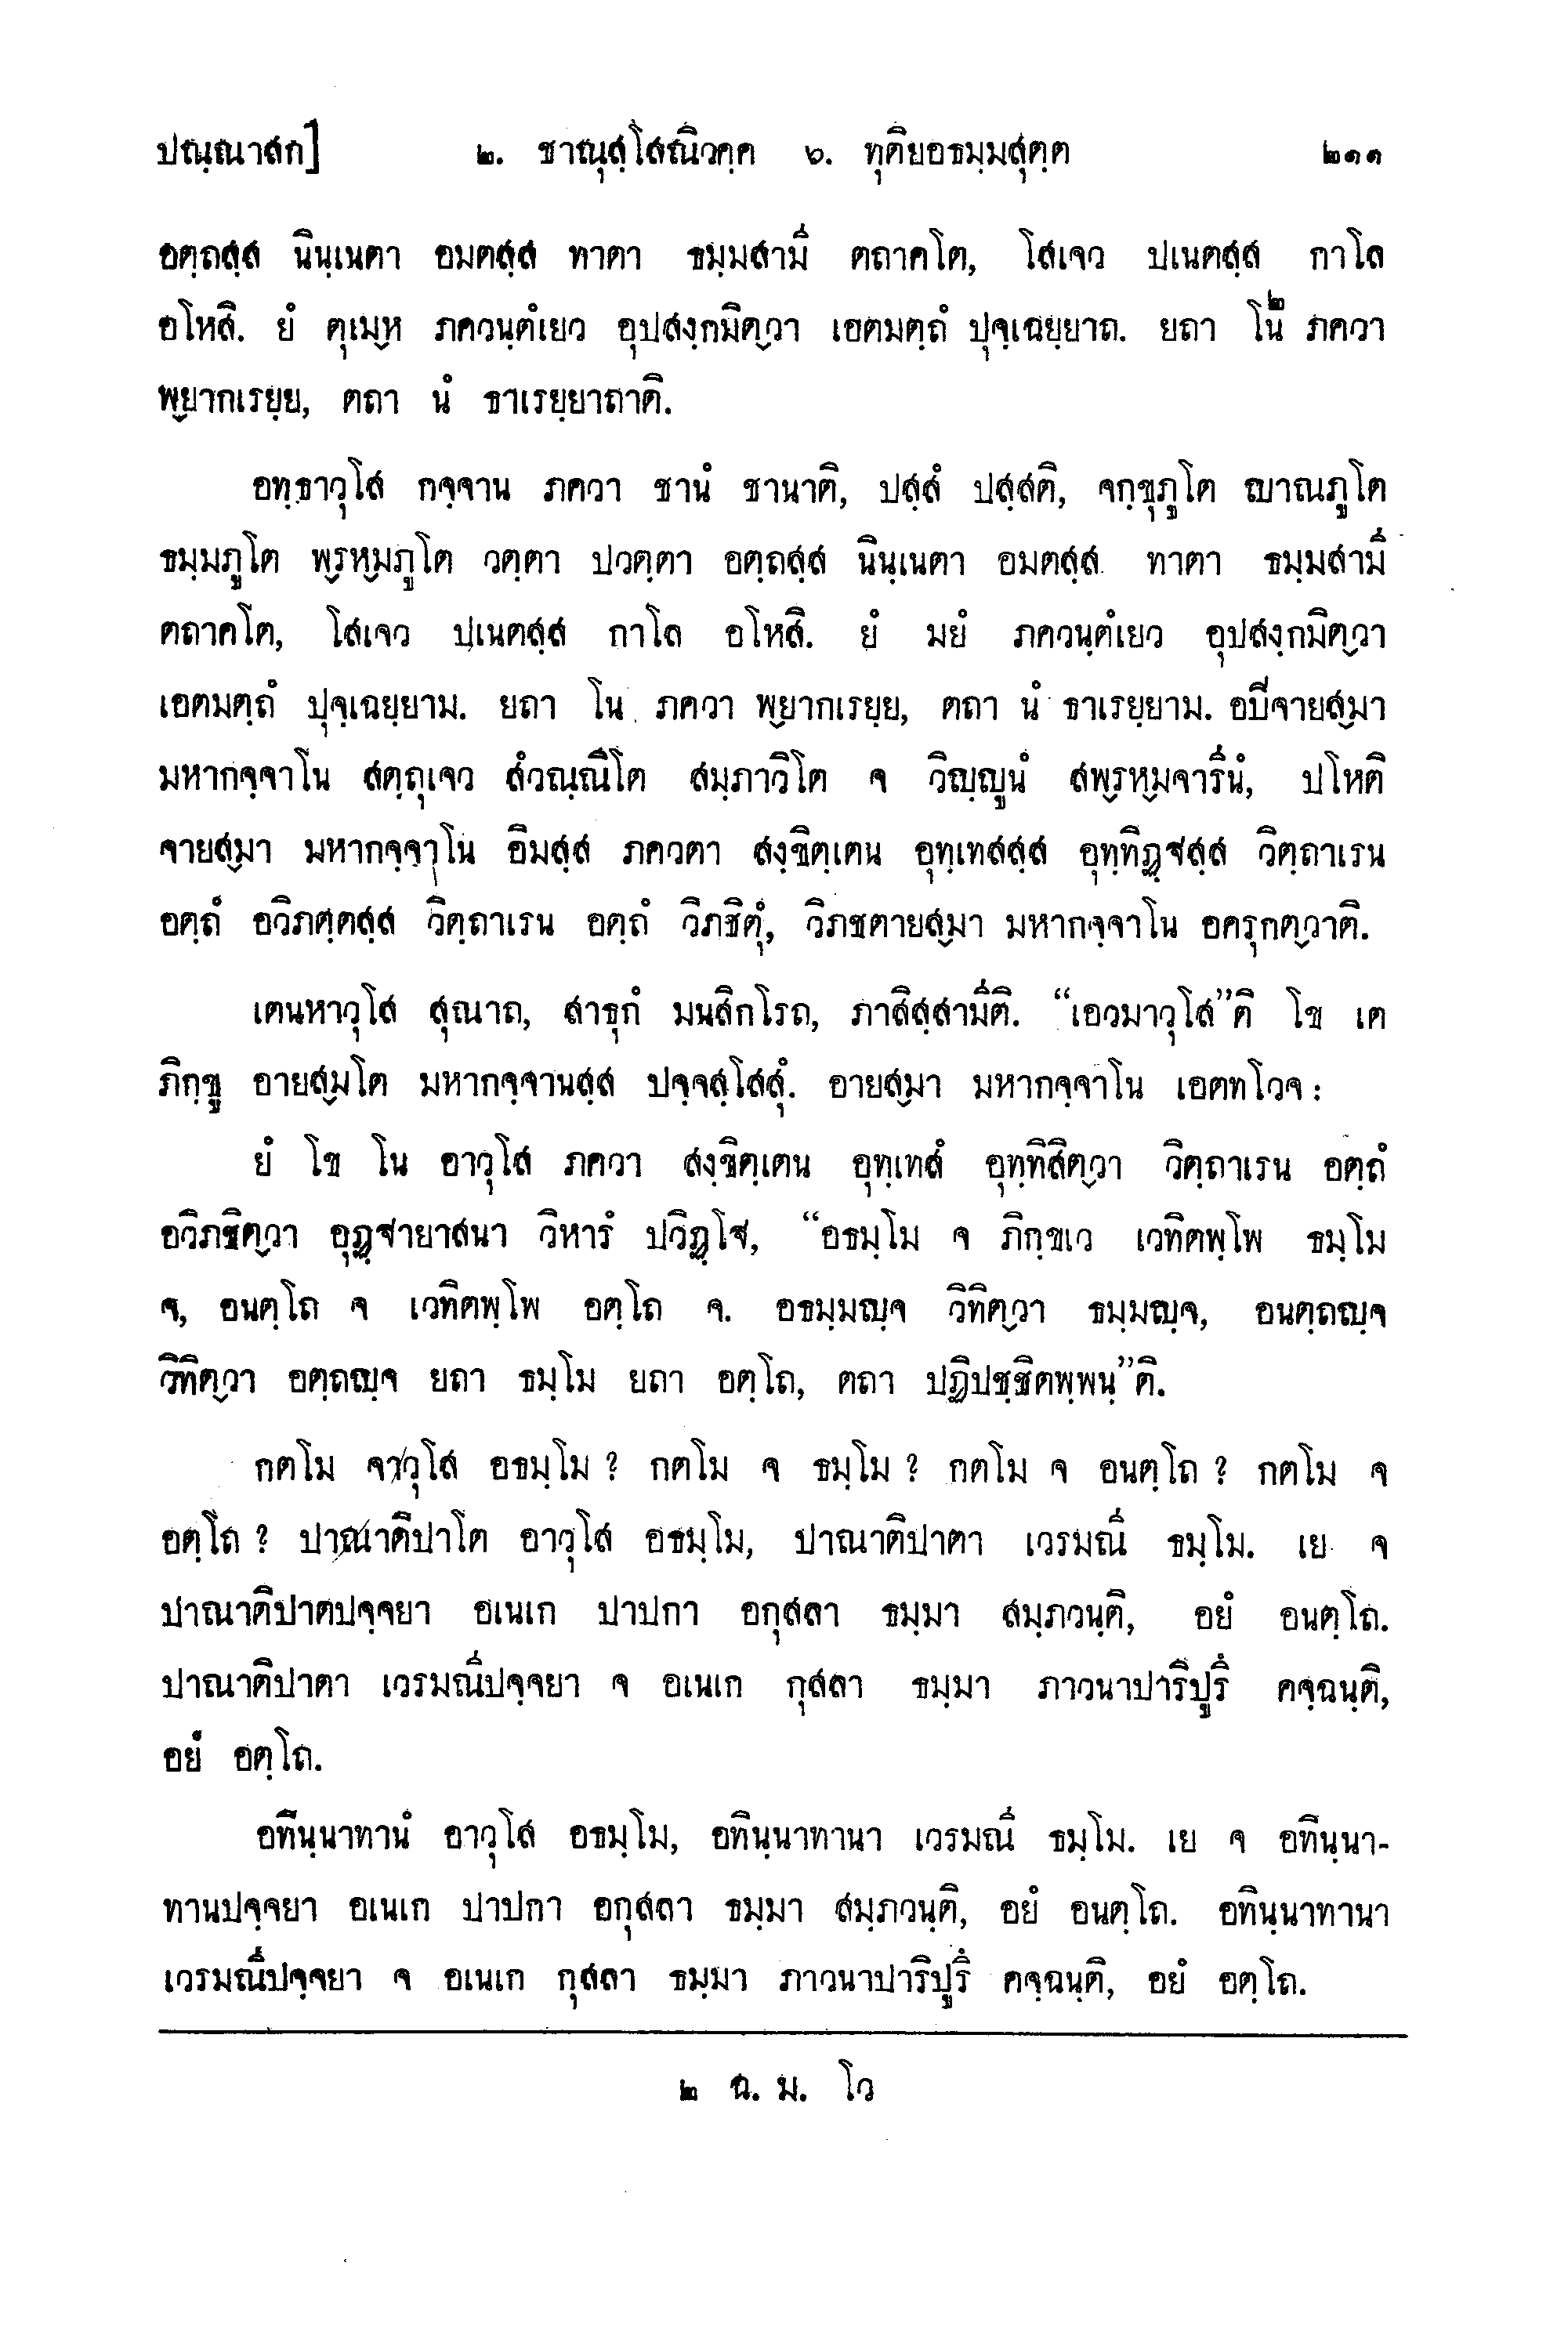 ปณฺณาสก] ๒. ชาณุสฺโสณิวคฺค ๖. ทุติยอธมฺมสุตฺต ๒๑๑
อตฺถสฺส นินฺเนตา อมตสฺส ทาตา ธมฺมสามิํ ตถาคโต, โสเจว ปเนตสฺส กาโล
อโหสิ. ยํ ตุเมฺห ภควนฺตํเยว อุปสงฺกมิตฺวา เอตมตฺถํ ปุจฺเฉยฺยาถ. ยถา โน๒ ภควา
พฺยากเรยฺย, ตถา นํ ธาเรยฺยาถาติ.
อทฺธาวุโส กจฺจาน ภควา ชานํ ชานาติ, ปสฺสํ ปสฺสติ, จกฺขุภูโต ญาณภูโต
ธมฺมภูโต พฺรหฺมภูโต วตฺตา ปวตฺตา อตฺถสฺส นินฺเนตา อมตสฺส ทาตา ธมฺมสามิํ
ตถาคโต, โสเจว ปเนตสฺส กาโล อโหสิ. ยํ มยํ ภควนฺตํเยว อุปสงฺกมิตฺวา
เอตมตฺถํ ปุจฺเฉยฺยาม. ยถา โน ภควา พฺยากเรยฺย, ตถา นํ ธาเรยฺยาม. อปิจายสฺมา
มหากจฺจาโน สตฺถุเจว สํวณฺณิโต สมฺภาวิโต จ วิญฺญูนํ สพฺรหฺมจารินํ, ปโหติ
จายสฺมา มหากจฺจาโน อิมสฺส ภควตา สงฺขิตฺเตน อุทฺเทสสฺส อุทฺทิฏฺฐสฺส วิตฺถาเรน
อตฺถํ อวิภตฺตสฺส วิตฺถาเรน อตฺถํ วิภชิตุํ, วิภชตายสฺมา มหากจฺจาโน อครุกตฺวาติ.
เตนหาวุโส สุณาถ, สาธุกํ มนสิกโรถ, ภาสิสฺสามิํติ. “เอวมาวุโส”ติ โข เต
ภิกฺขู อายสฺมโต มหากจฺจานสฺส ปจฺจสฺโสสุํ. อายสฺมา มหากจฺจาโน เอตทโวจ :
ยํ โข โน อาวุโส ภควา สงฺขิตฺเตน อุทฺเทสํ อุทฺทิสิตฺวา วิตฺถาเรน อตฺถํ
อวิภชิตฺวา อุฏฺฐายาสนา วิหารํ ปวิฏฺโฐ, “อธมฺโม จ ภิกฺขเว เวทิตพฺโพ ธมฺโม
จ, อนตฺโถ จ เวทิตพฺโพ อตฺโถ จ. อธมฺมญฺจ วิทิตฺวา ธมฺมญฺจ, อนตฺถญฺจ
วิทิตฺวา อตฺถญฺจ ยถา ธมฺโม ยถา อตฺโถ, ตถา ปฏิปชฺชิตพฺพนฺ”ติ.
กตโม จาวุโส อธมฺโม ? กตโม จ ธมฺโม ? กตโม จ อนตฺโถ ? กตโม จ
อตฺโถ ? ปาณาติปาโต อาวุโส อธมฺโม, ปาณาติปาตา เวรมณิํ ธมฺโม. เย จ
ปาณาติปาตปจฺจยา อเนเก ปาปกา อกุสลา ธมฺมา สมฺภวนฺติ, อยํ อนตฺโถ.
ปาณาติปาตา เวรมณิํปจฺจยา จ อเนเก กุสลา ธมฺมา ภาวนาปาริปูริํ คจฺฉนฺติ,
อยํ อตฺโถ.
อทินฺนาทานํ อาวุโส อธมฺโม, อทินฺนาทานา เวรมณิํ ธมฺโม. เย จ อทินฺนา-
ทานปจฺจยา อเนเก ปาปกา อกุสลา ธมฺมา สมฺภวนฺติ, อยํ อนตฺโถ. อทินฺนาทานา
เวรมณิํปจฺจยา จ อเนเก กุสลา ธมฺมา ภาวนาปาริปูริํ คจฺฉนฺติ, อยํ อตฺโถ.
๒ ฉ. ม. โว